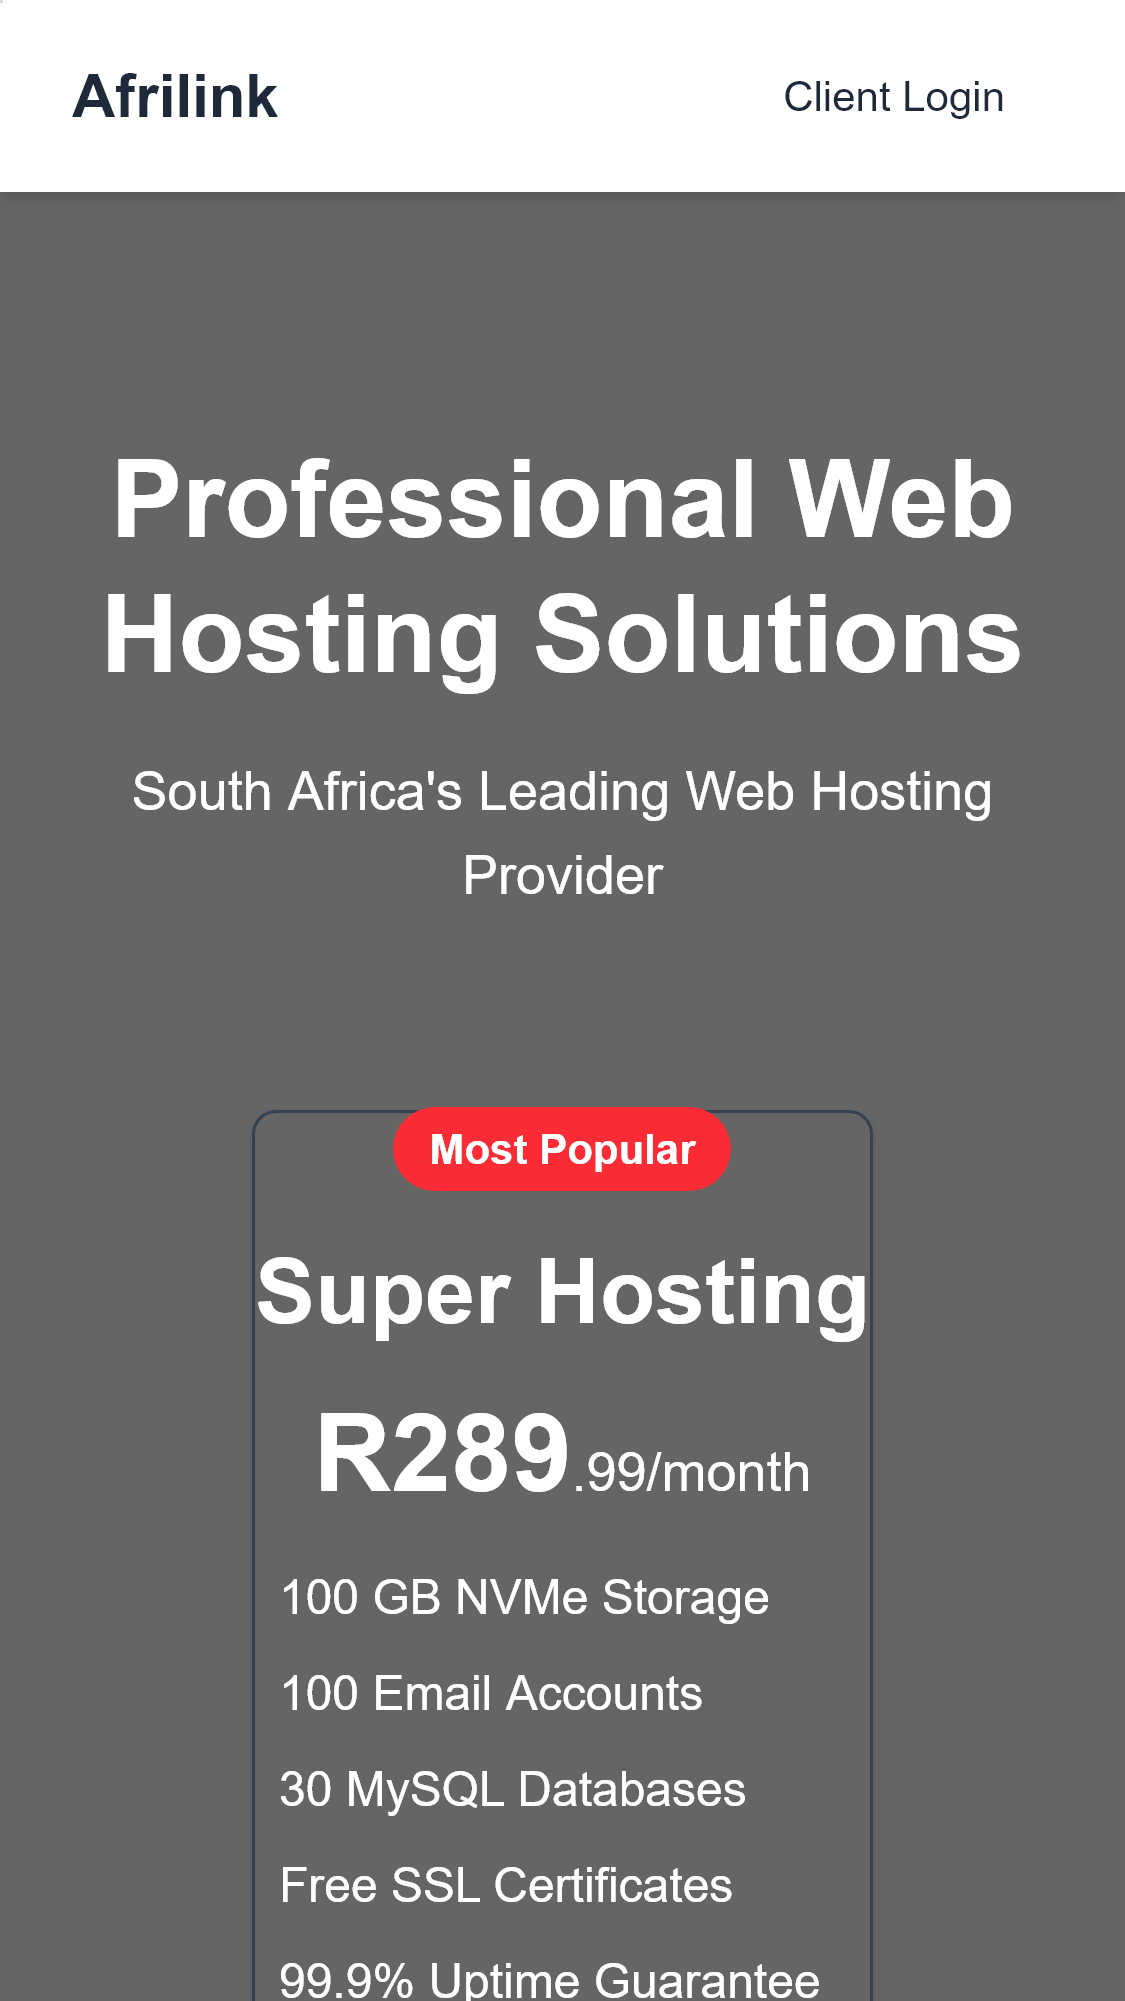 Afrilink
Client Login
Professional Web
Hosting Solutions
South Africa's Leading Web Hosting
Provider
Most Popular
Super Hosting
R289.99/month
100 GB NVMe Storage
100 Email Accounts
30 MySQL Databases
Free SSL Certificates
99.9% Uptime Guarantee